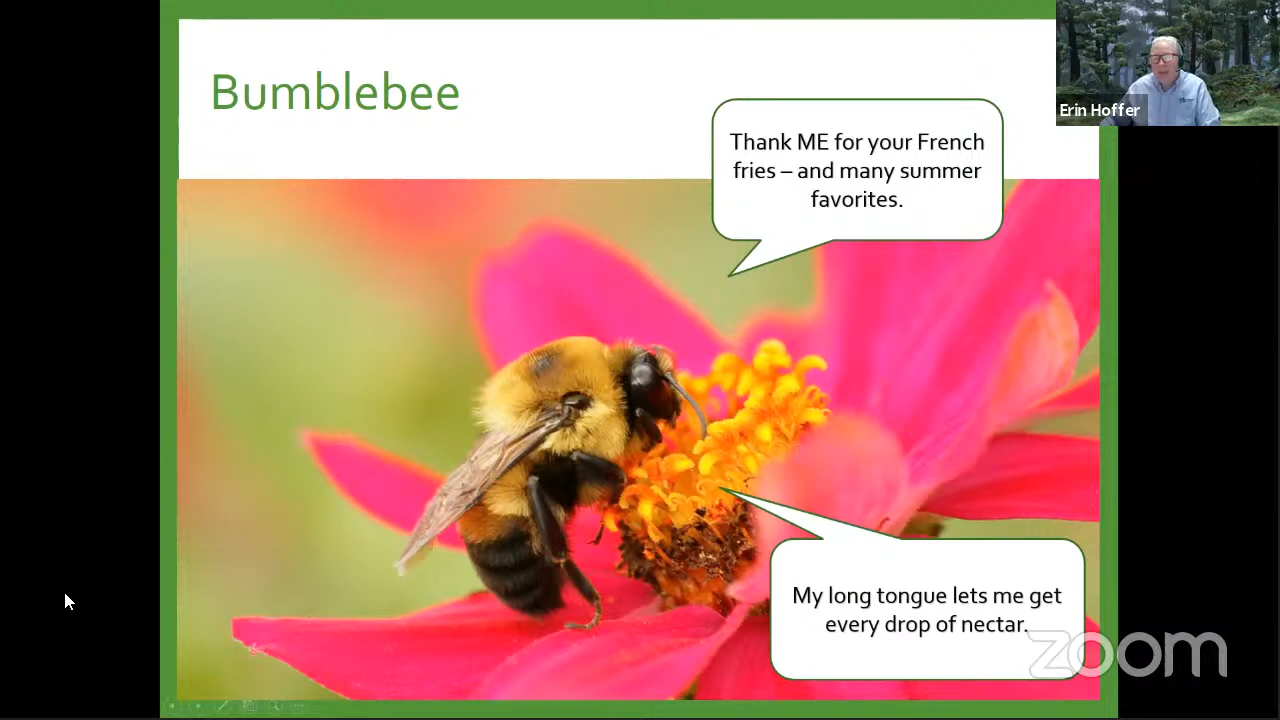 Bumblebee
Erin Hoffer
Thank ME for your French
fries – and many summer
favorites.
My long tongue lets me get
every drop of nectar.
zoom